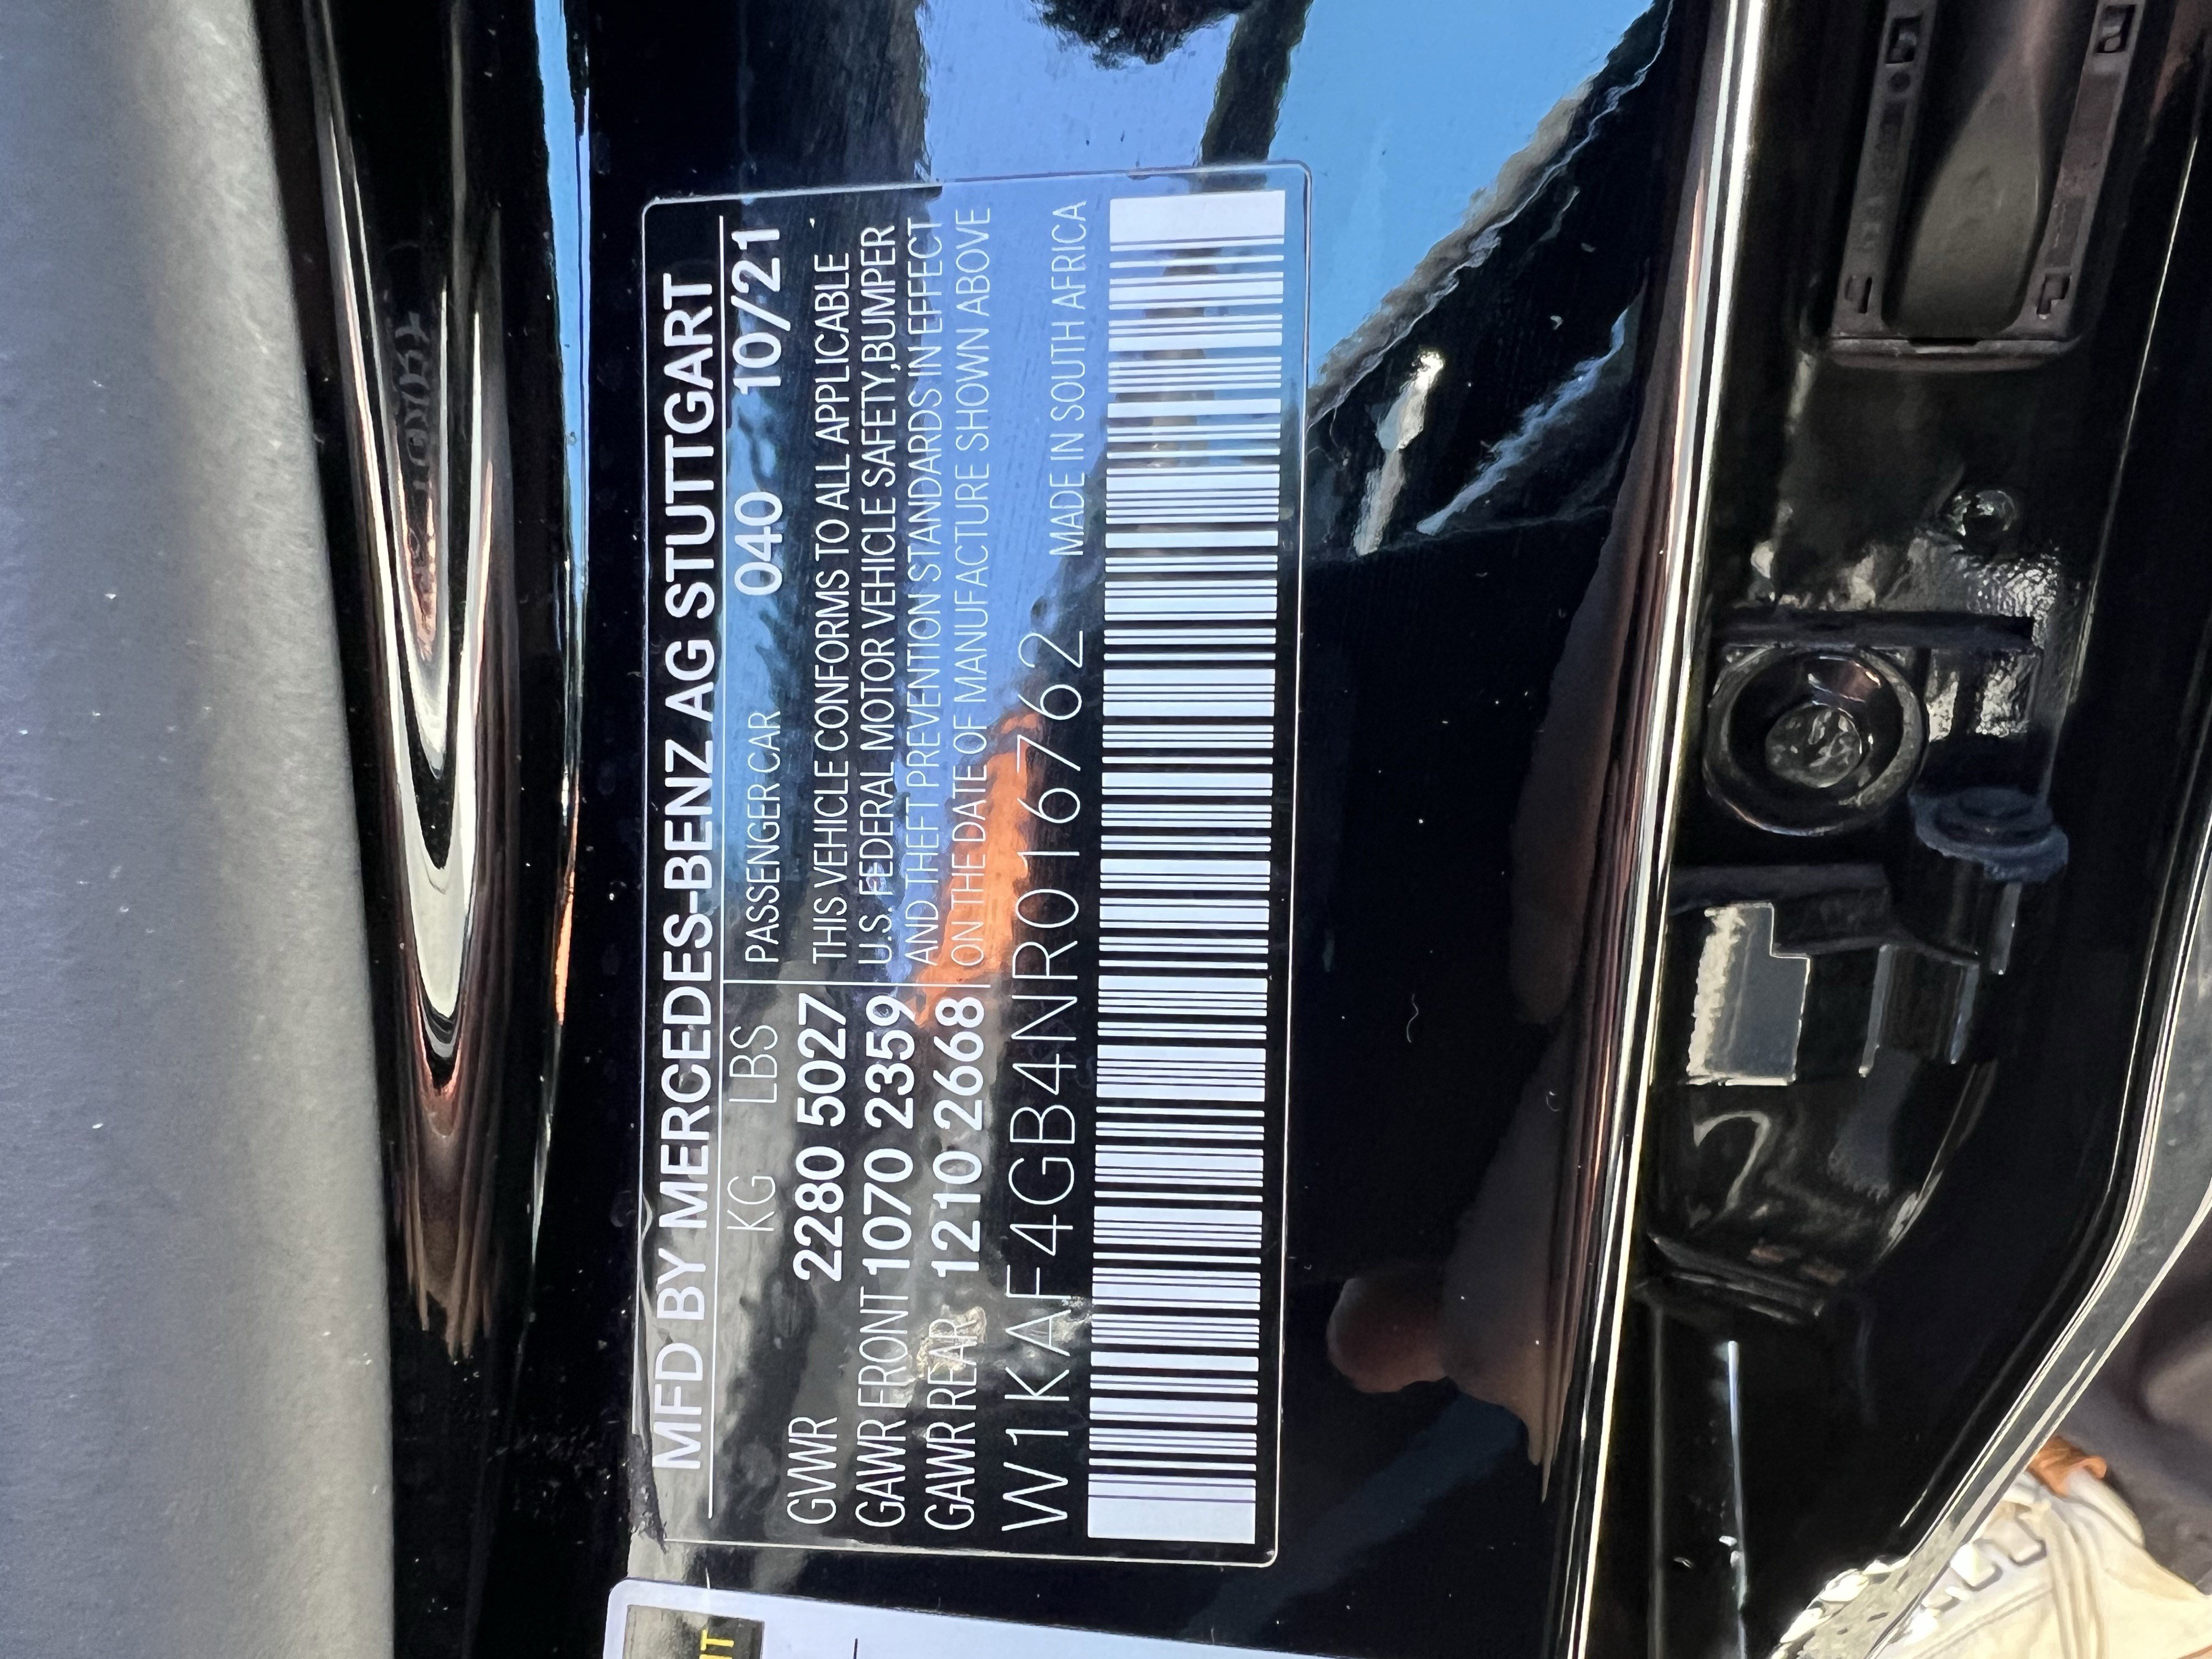 MFD BY MERCEDES-BENZ AG STUTTGART
KG LBS PASSENGER CAR 040 10/21
GVWR 2280 5027 THIS VEHICLE CONFORMS TO ALL APPLICABLE
GAWR FRONT 1070 2359 U.S. FEDERAL MOTOR VEHICLE SAFETY,BUMPER
AND THEFT PREVENTION STANDARDS IN EFFECT
GAWR REAR 1210 2668 ON THE DATE OF MANUFACTURE SHOWN ABOVE
W1KAF4GB4NR016762 MADE IN SOUTH AFRICA